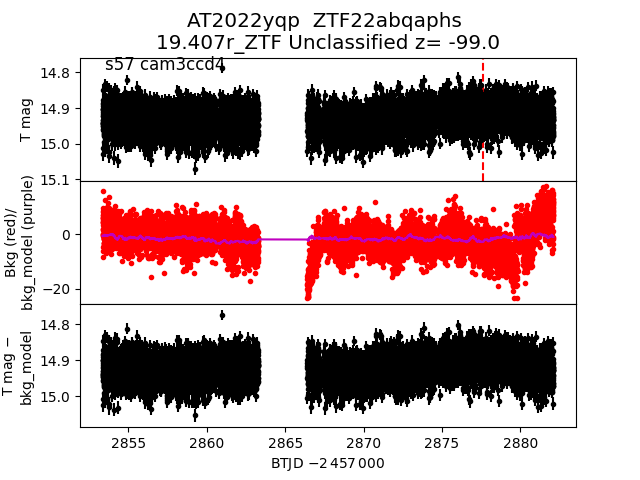 AT2022yqp  ZTF22abqaphs
19.407r_ZTF Unclassified z= -99.0
s57 cam3ccd4
14.8
14.9
15.0
15.1
T mag
0
−20
Bkg (red)/
bkg_model (purple)
14.8
14.9
15.0
T mag −
bkg_model
2855
2860
2865
2870
2875
2880
BTJD −2 457 000